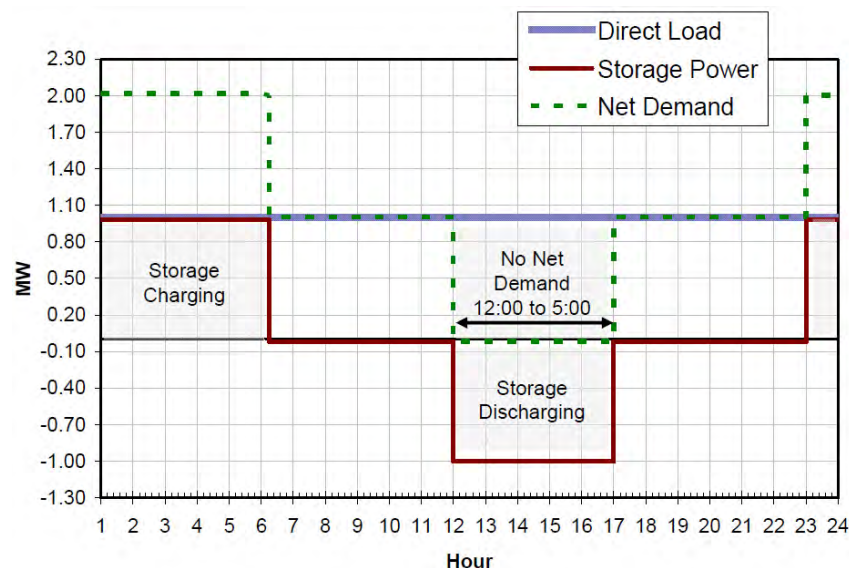 Direct Load
Storage Power
Net Demand
2.30
2.00
1.70
1.40
1.10
0.80
0.50
0.20
-0.10
-0.40
-0.70
-1.00
-1.30
MW
Storage
Charging
No Net
Demand
12:00 to 5:00
Storage
Discharging
1 2 3 4 5 6 7 8 9 10 11 12 13 14 15 16 17 18 19 20 21 22 23 24
Hour